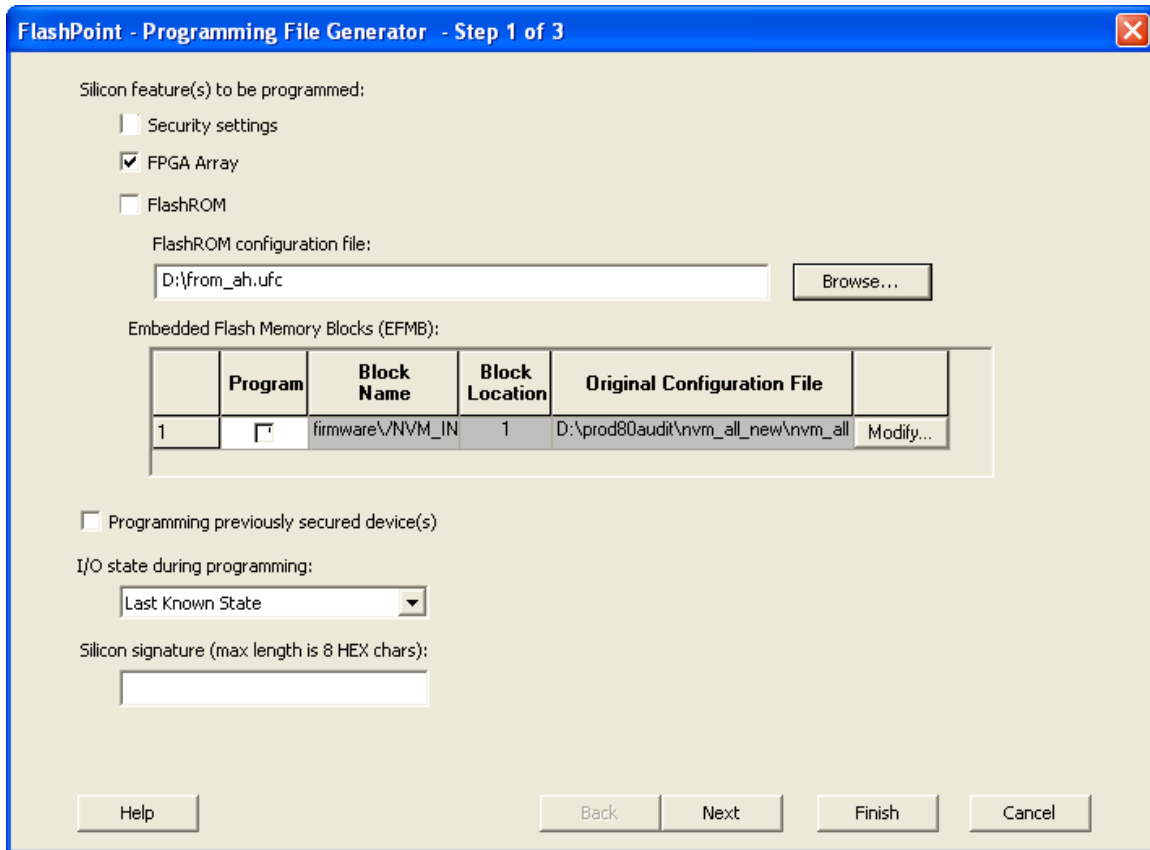 FlashPoint - Programming File Generator - Step 1 of 3
Silicon feature(s) to be programmed:
Security settings
FPGA Array
FlashROM
FlashROM configuration file:
D:\from_ah.ufc
Browse...
Embedded Flash Memory Blocks (EFMB):
Program
Block
Name
Block
Location
Original Configuration File
1
firmware\/NVM_IN
1
D:\prod80audit\nvm_all_new\nvm_all
Modify...
Programming previously secured device(s)
I/O state during programming:
Last Known State
Silicon signature (max length is 8 HEX chars):
Help
Back
Next
Finish
Cancel